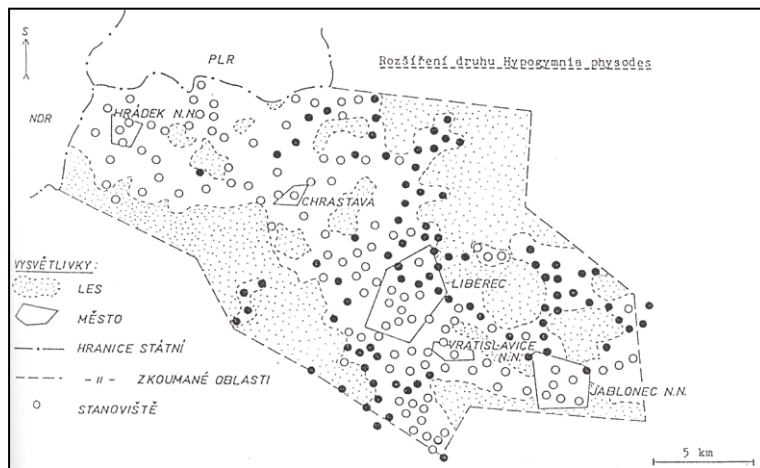 S
PLR
Rozšíření druhu Hypogymnia physodes
NDR
HRÁDEK N.N.
CHRASTAVA
LIBEREC
VRATISLAVICE
N.N.
JABLONEC N.N.
VYSVĚTLIVKY:
LES
MĚSTO
HRANICE STÁTNÍ
-II- ZKOUMANÉ OBLASTI
STANOVIŠTĚ
5 km